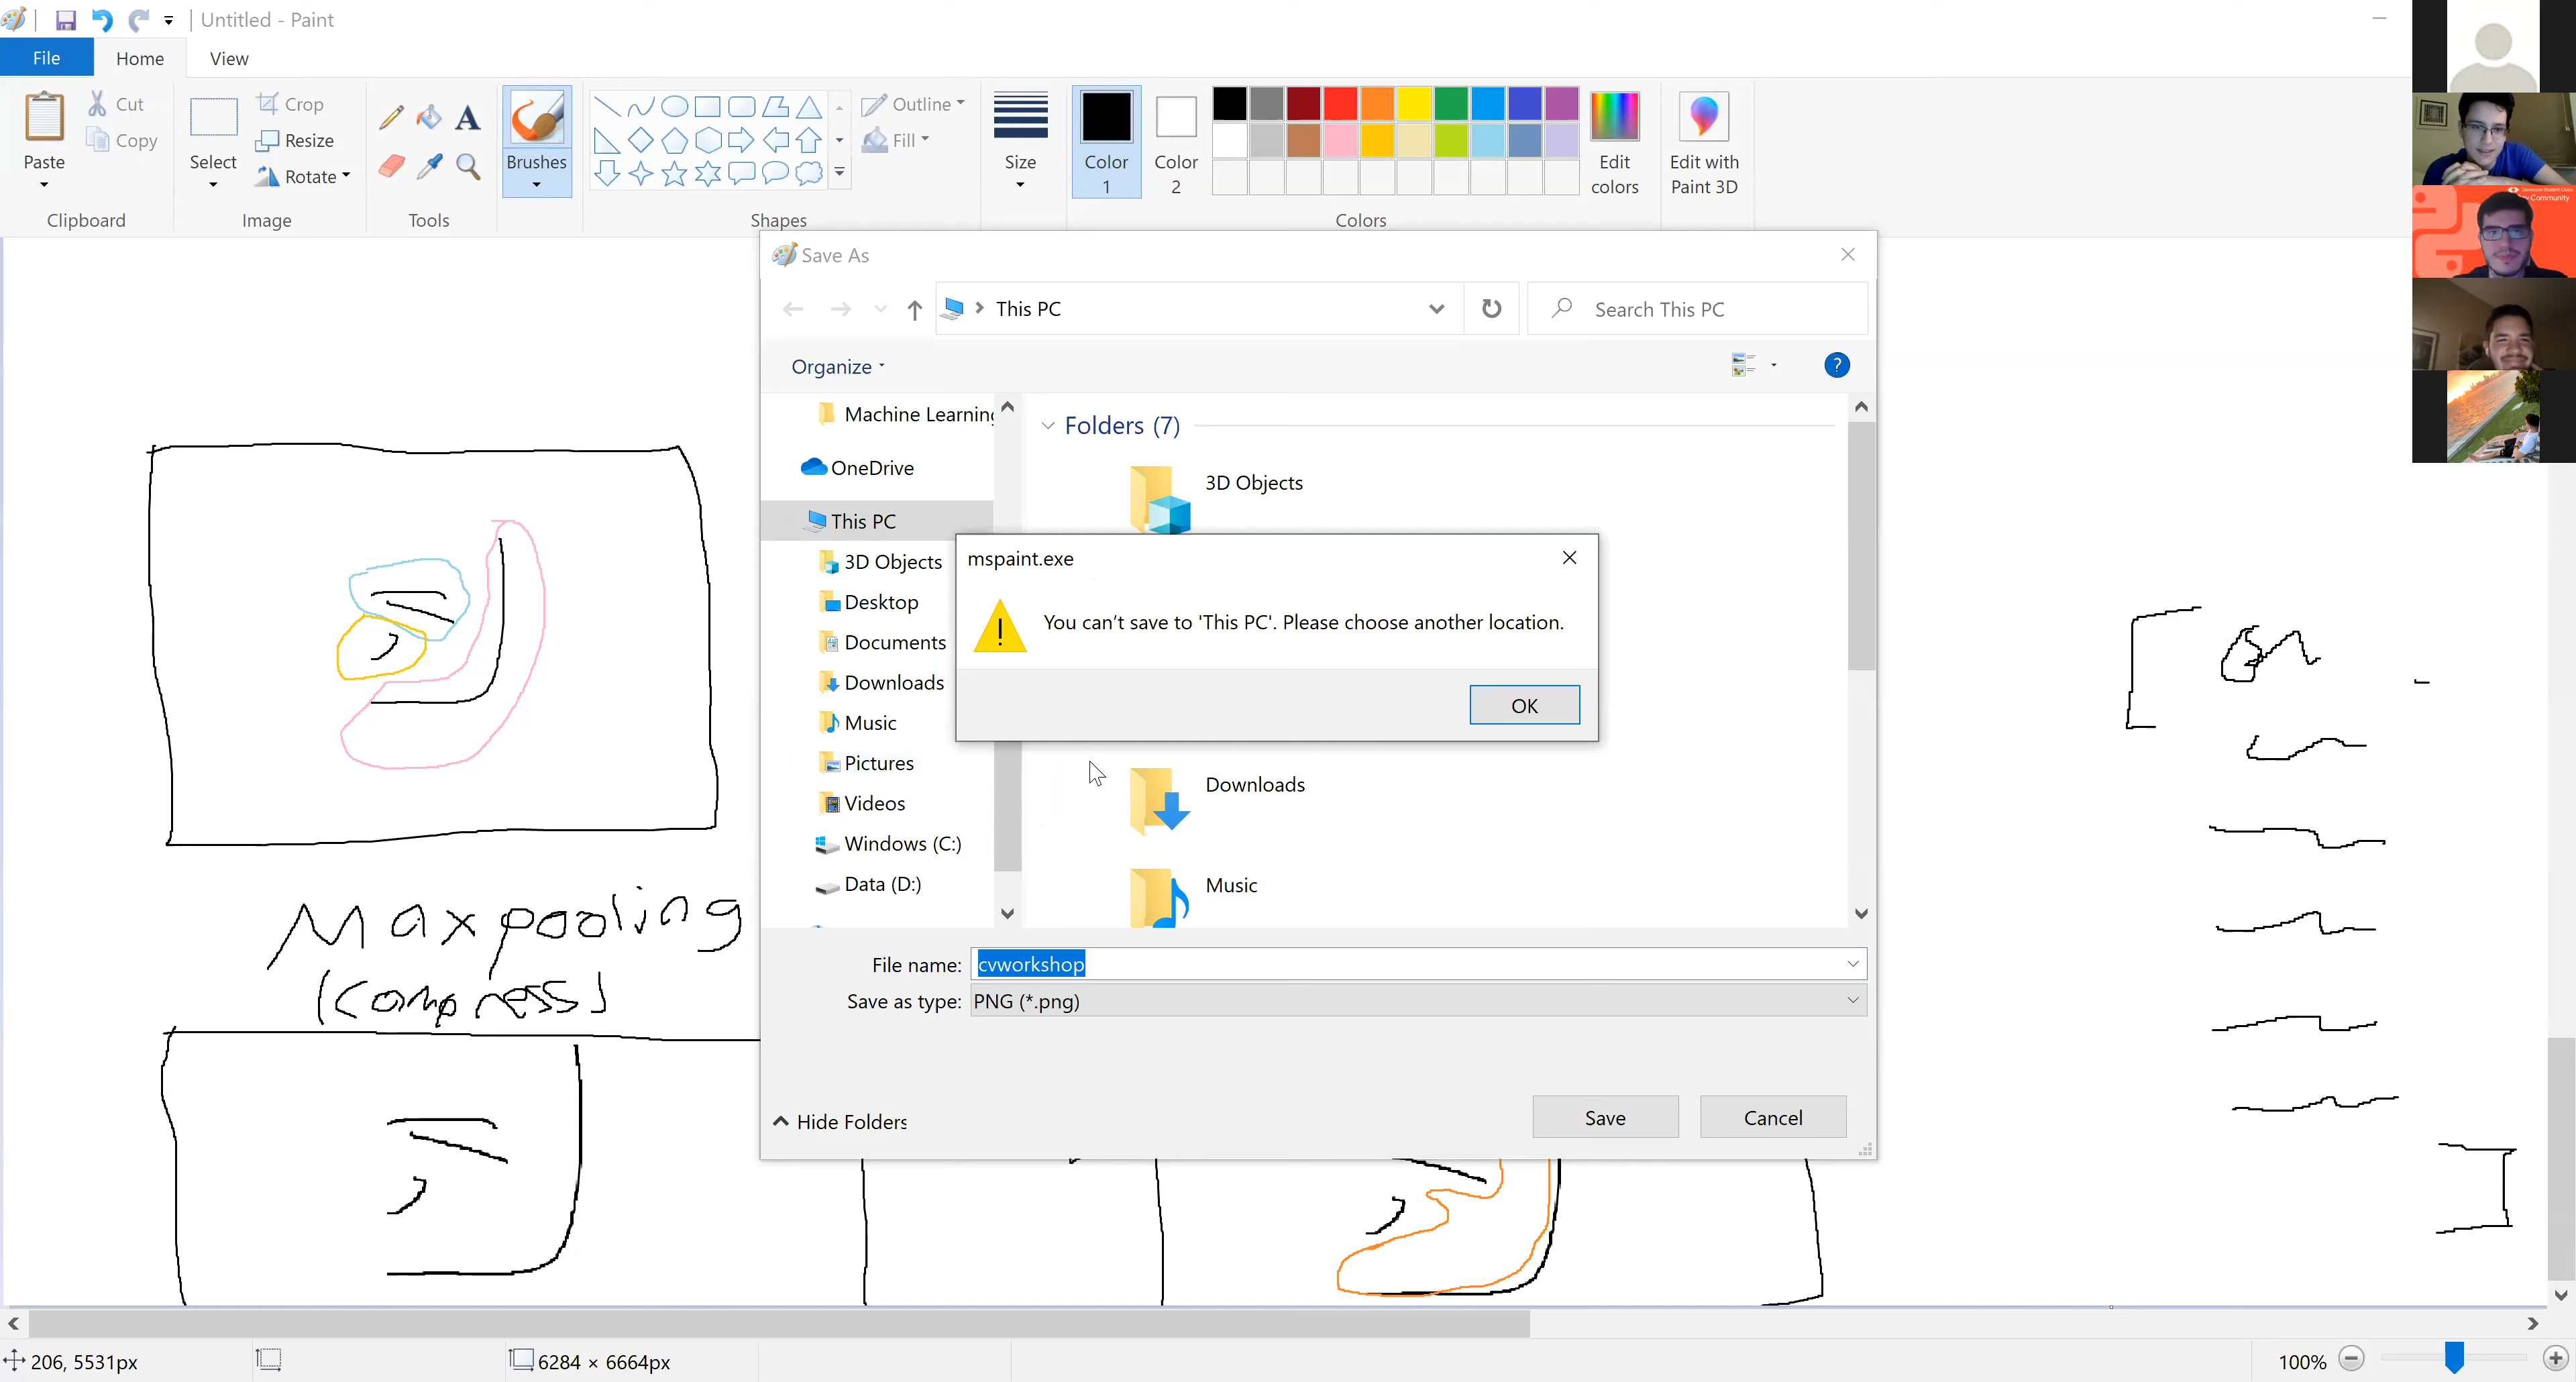 Untitled - Paint
File
Home
View
Paste
Cut
Copy
Clipboard
Select
Crop
Resize
Rotate
Image
A
Tools
Brushes
Shapes
Outline
Fill
Size
Color
1
Color
2
Colors
Edit
colors
Edit with
Paint 3D
Community
Save As
This PC
Search This PC
Organize
?
Machine Learning
OneDrive
This PC
3D Objects
Desktop
Documents
Downloads
Music
Pictures
Videos
Windows (C:)
Data (D:)
Folders (7)
3D Objects
Downloads
Music
mspaint.exe
You can't save to 'This PC'. Please choose another location.
OK
File name:
cvworkshop
Save as type:
PNG (*.png)
Hide Folders
Save
Cancel
Maxpooling
(compress)
206, 5531px
6284 × 6664px
100%